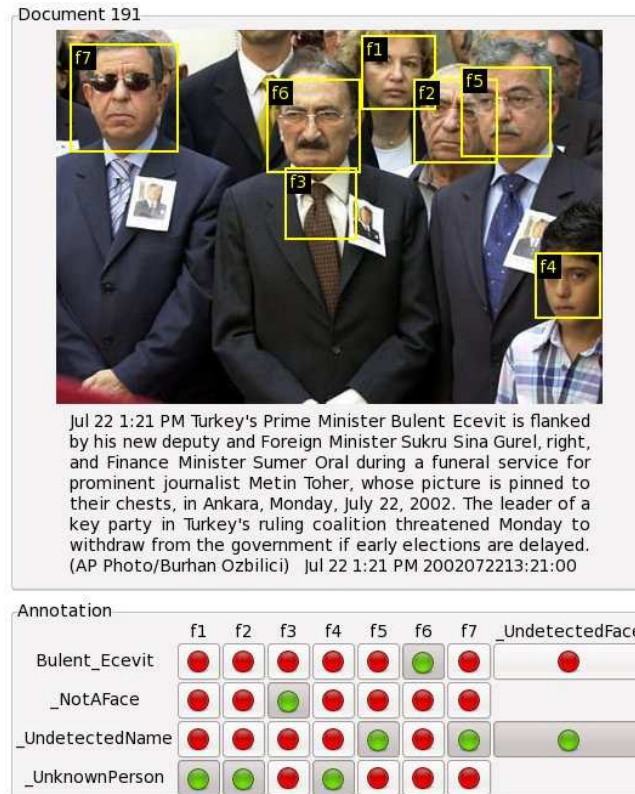 Document 191
f7
f1
f6
f2
f5
f3
f4
Jul 22 1:21 PM Turkey's Prime Minister Bulent Ecevit is flanked
by his new deputy and Foreign Minister Sukru Sina Gurel, right,
and Finance Minister Sumer Oral during a funeral service for
prominent journalist Metin Toher, whose picture is pinned to
their chests, in Ankara, Monday, July 22, 2002. The leader of a
key party in Turkey's ruling coalition threatened Monday to
withdraw from the government if early elections are delayed.
(AP Photo/Burhan Ozbilici) Jul 22 1:21 PM 2002072213:21:00
Annotation
f1 f2 f3 f4 f5 f6 f7 _UndetectedFace
Bulent_Ecevit
_NotAFace
_UndetectedName
_UnknownPerson